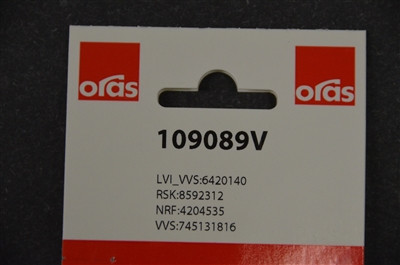 oras
oras
109089V
LVI_VVS:6420140
RSK:8592312
NRF:4204535
VVS:745131816